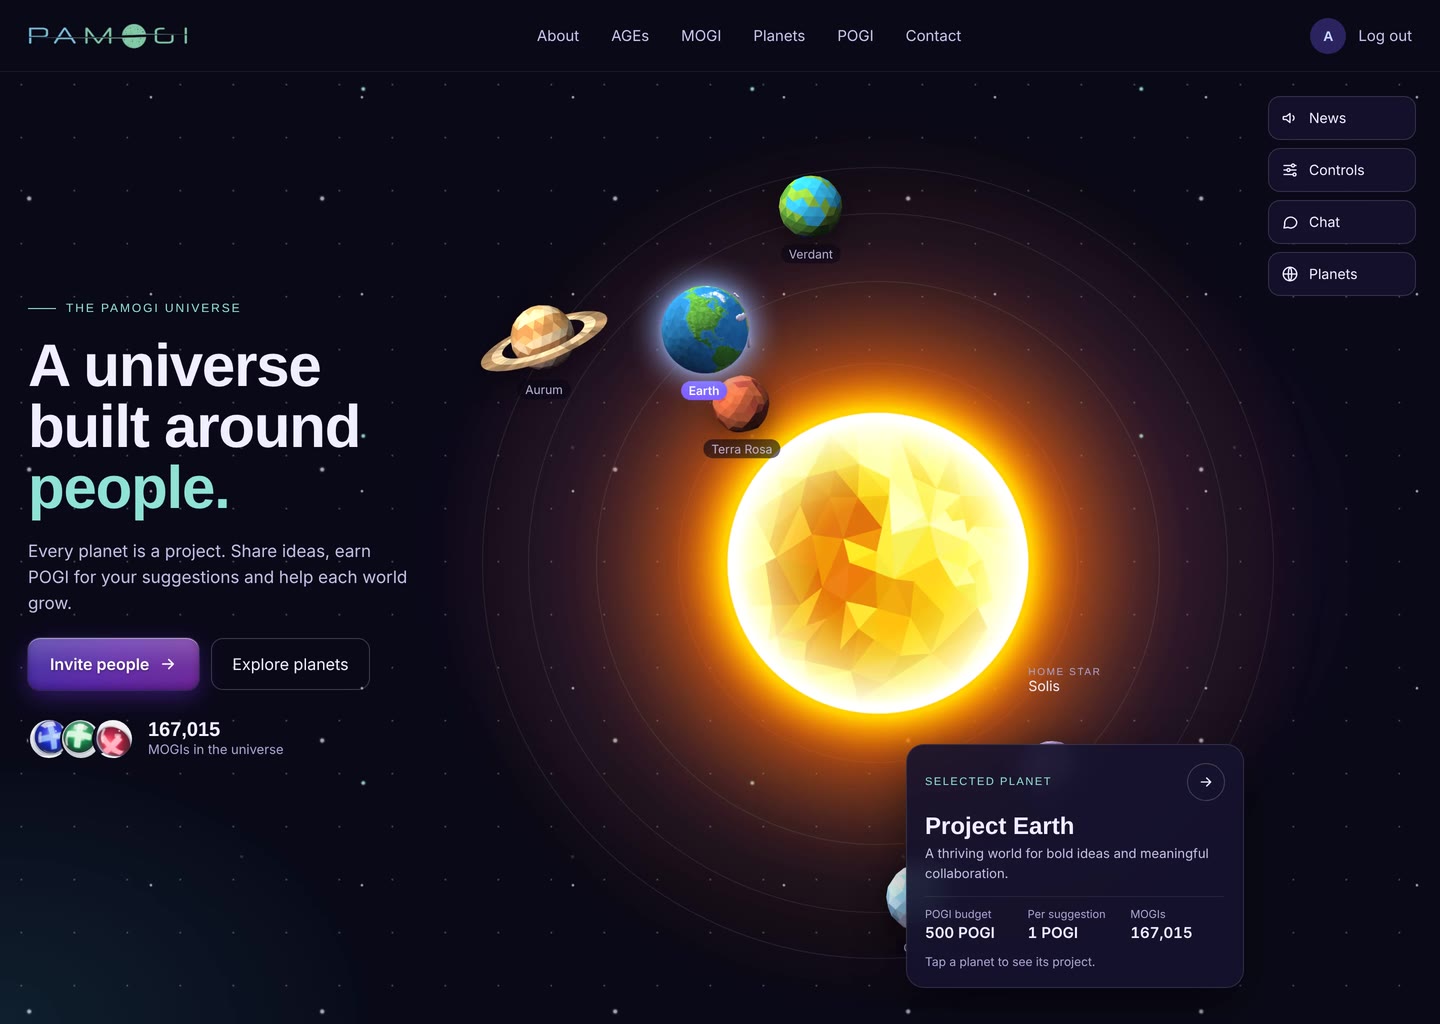 PAMOGI
About
AGEs
MOGI
Planets
POGI
Contact
A
Log out
News
Controls
Chat
Planets
THE PAMOGI UNIVERSE
A universe
built around
people.
Every planet is a project. Share ideas, earn
POGI for your suggestions and help each world
grow.
Invite people
Explore planets
167,015
MOGIs in the universe
Verdant
Aurum
Earth
Terra Rosa
HOME STAR
Solis
SELECTED PLANET
Project Earth
A thriving world for bold ideas and meaningful
collaboration.
POGI budget
500 POGI
Per suggestion
1 POGI
MOGIs
167,015
Tap a planet to see its project.